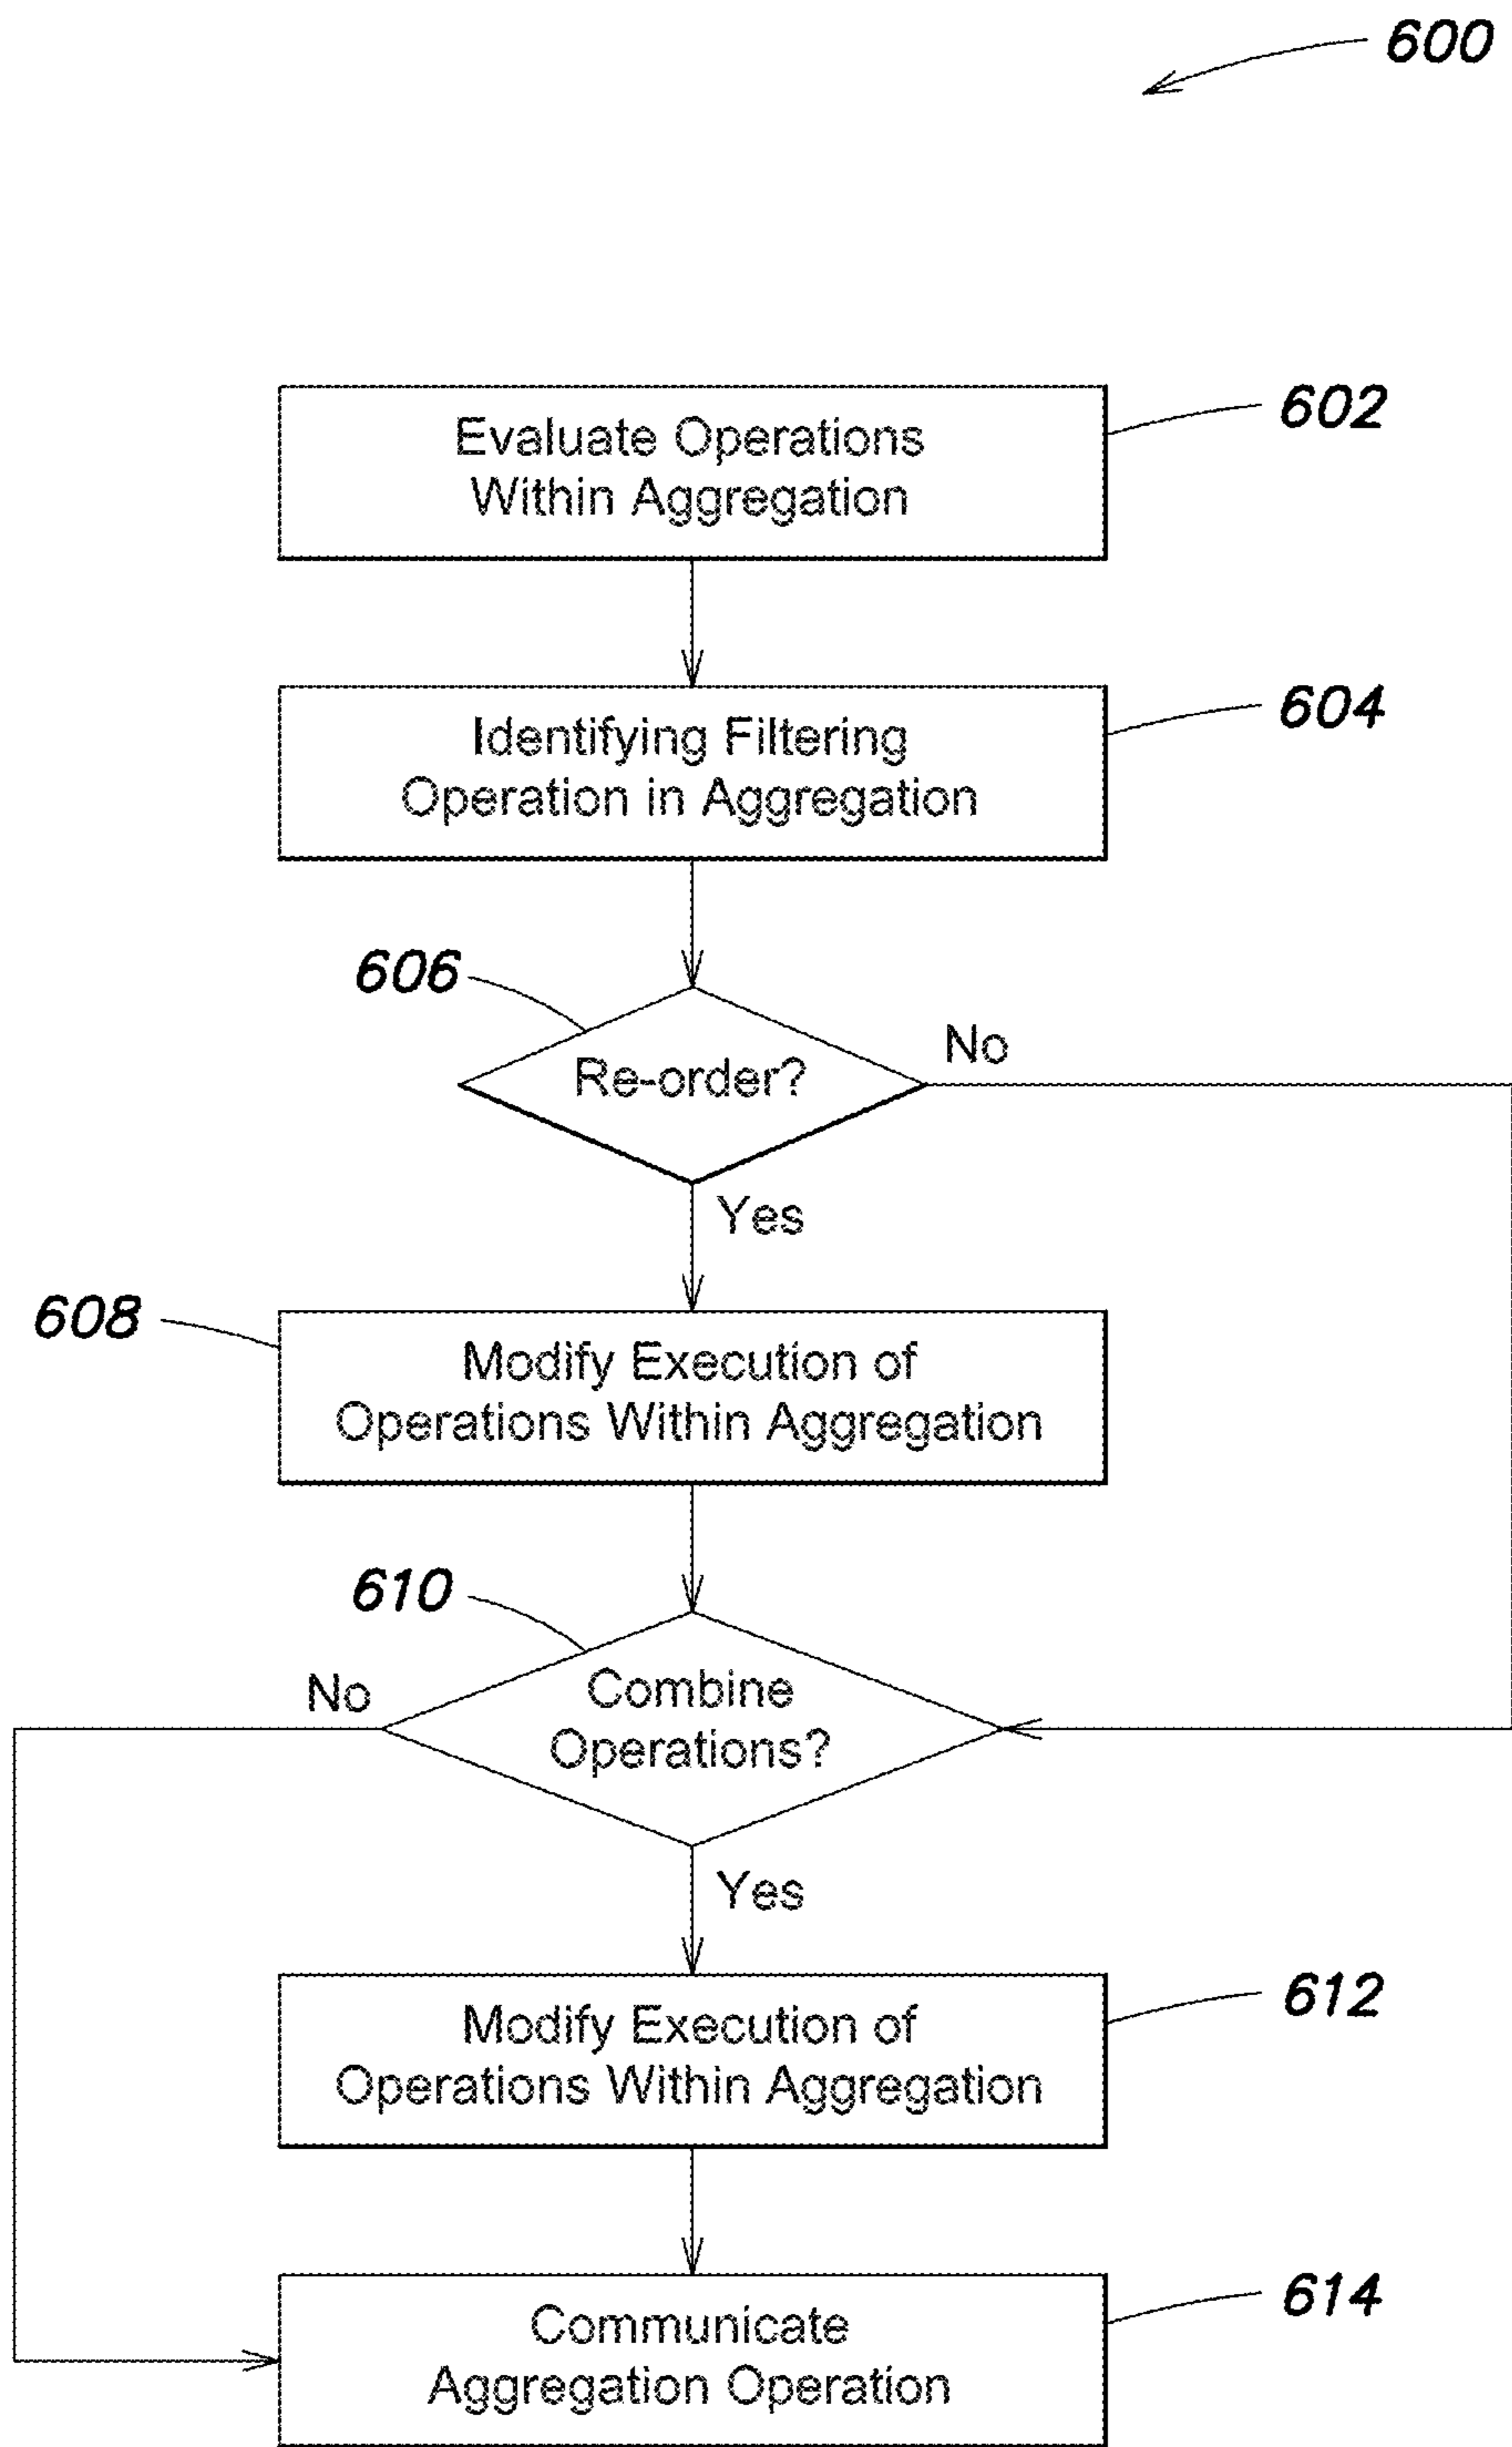 600
Evaluate Operations
Within Aggregation
602
Identifying Filtering
Operation in Aggregation
604
606
Re-order?
No
Yes
608
Modify Execution of
Operations Within Aggregation
610
No
Combine
Operations?
Yes
Modify Execution of
Operations Within Aggregation
612
Communicate
Aggregation Operation
614